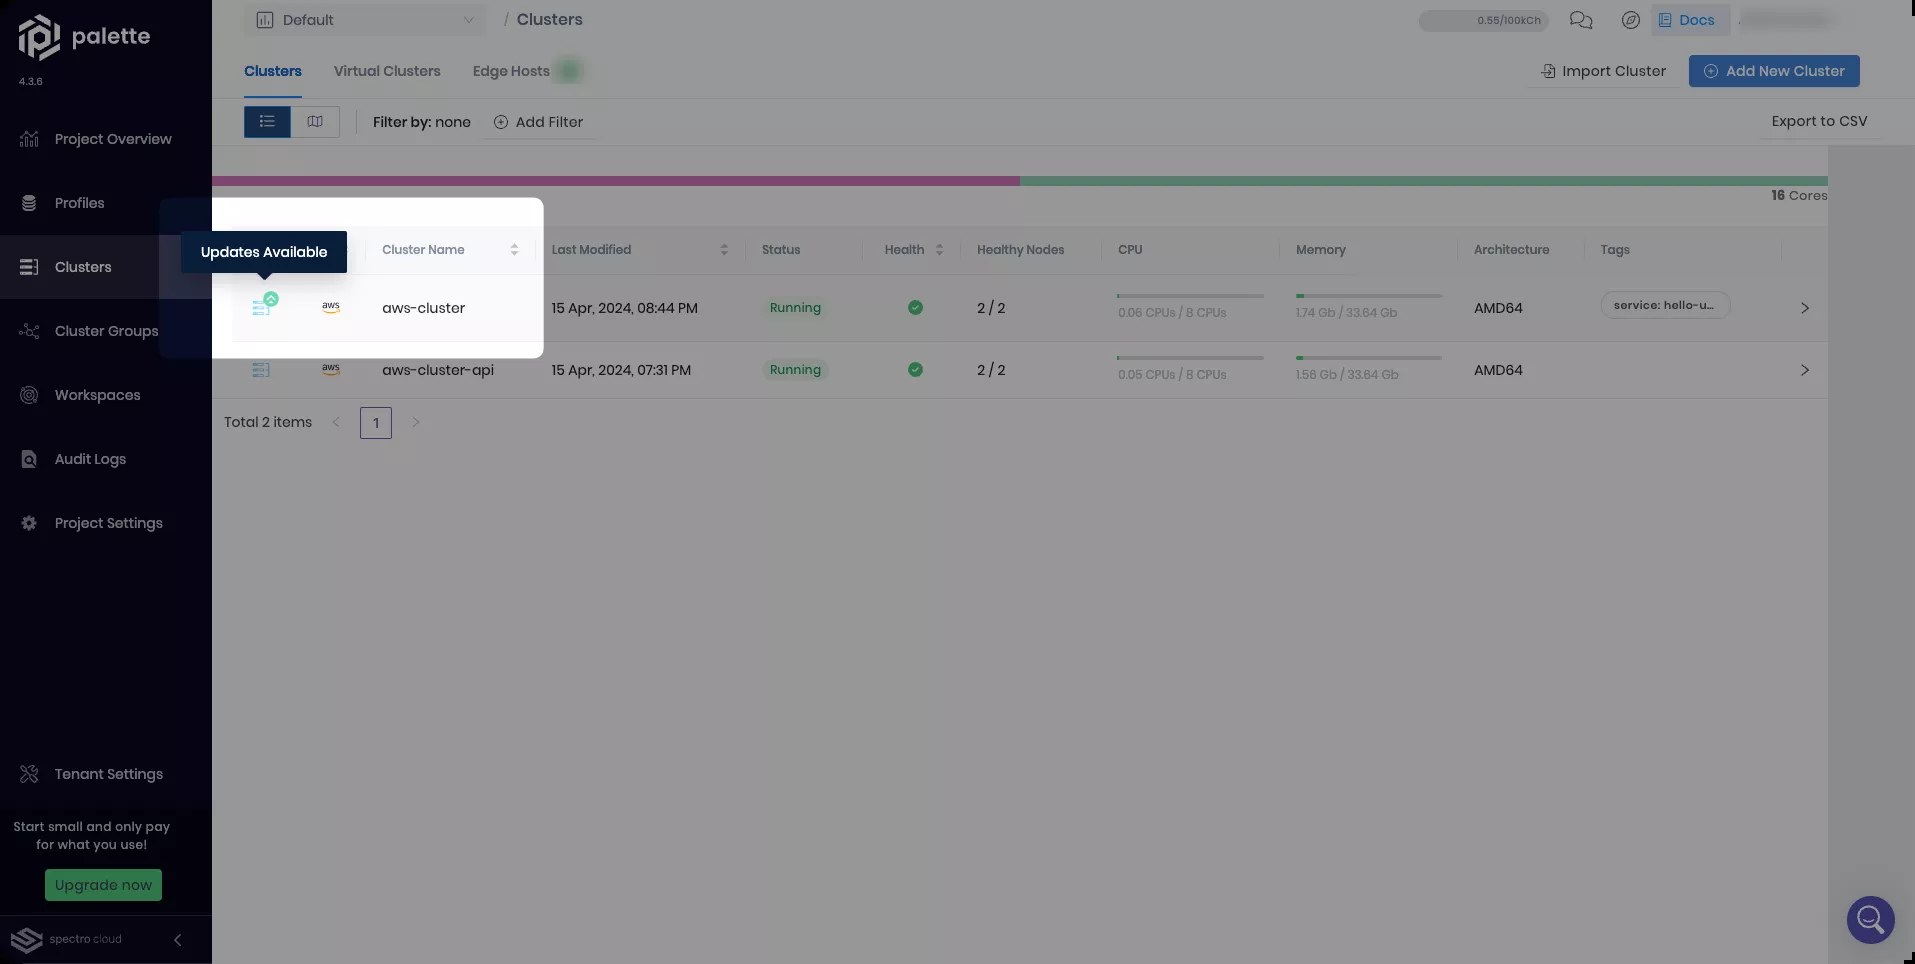 palette
4.3.6
Project Overview
Profiles
Clusters
Cluster Groups
Workspaces
Audit Logs
Project Settings
Tenant Settings
Start small and only pay
for what you use!
Upgrade now
spectro cloud
Default / Clusters
0.55/100kCh
Docs
Clusters Virtual Clusters Edge Hosts
Import Cluster
Add New Cluster
Filter by: none Add Filter
Export to CSV
16 Cores
Updates Available
Cluster Name Last Modified Status Health Healthy Nodes CPU Memory Architecture Tags
aws aws-cluster 15 Apr, 2024, 08:44 PM Running 2 / 2 0.06 CPUs / 8 CPUs 1.74 Gb / 33.64 Gb AMD64 service: hello-u...
aws aws-cluster-api 15 Apr, 2024, 07:31 PM Running 2 / 2 0.05 CPUs / 8 CPUs 1.56 Gb / 33.64 Gb AMD64
Total 2 items 1